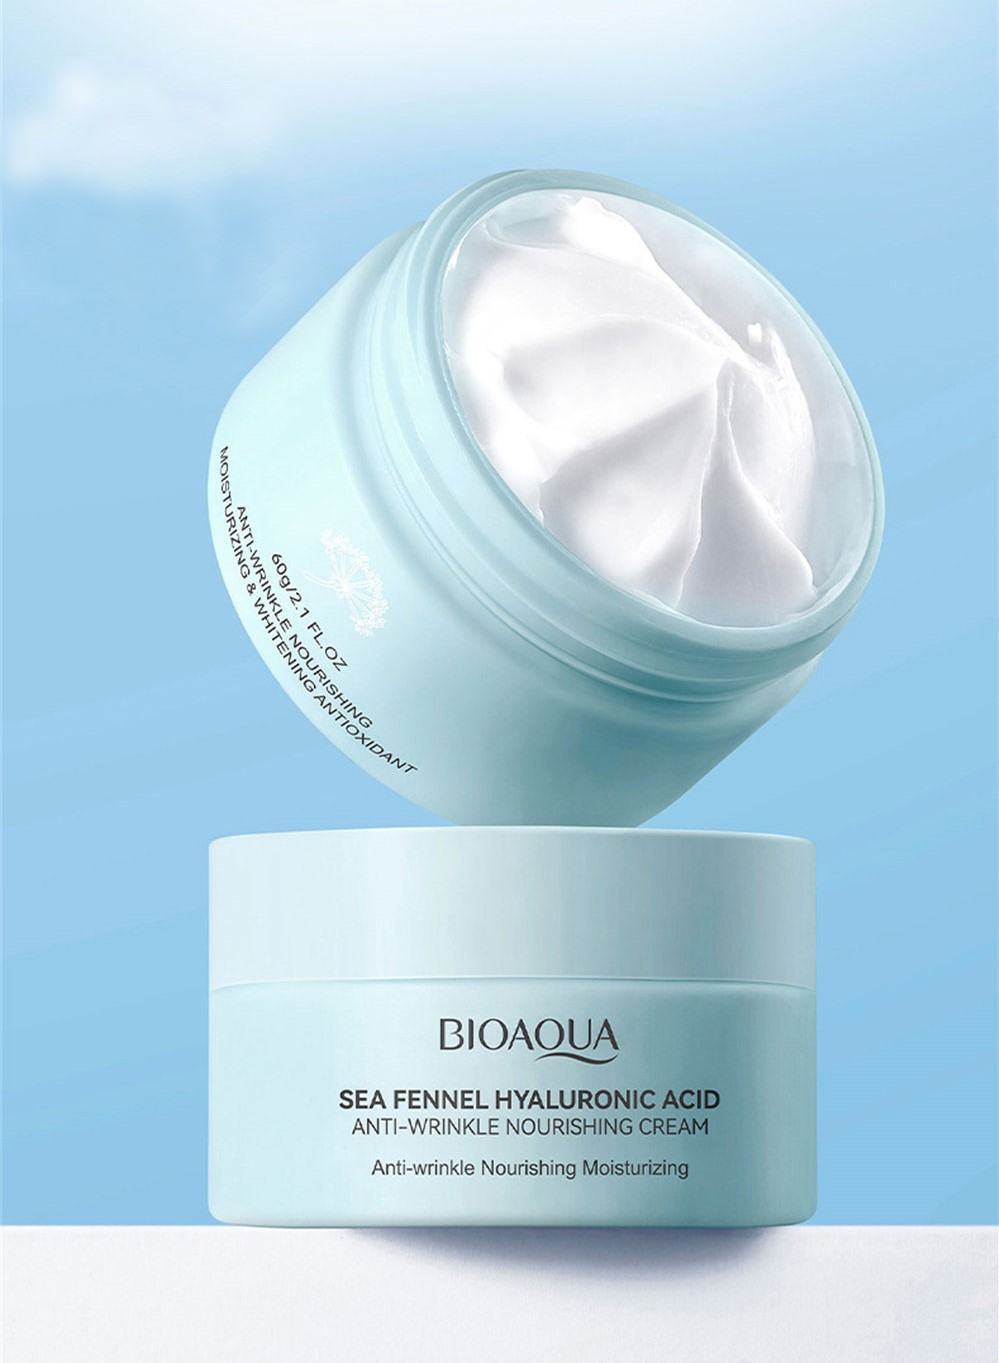 60g/2.1 FL.OZ
ANTI-WRINKLE NOURISHING
MOISTURIZING & WHITENING ANTIOXIDANT
BIOAQUA
SEA FENNEL HYALURONIC ACID
ANTI-WRINKLE NOURISHING CREAM
Anti-wrinkle Nourishing Moisturizing